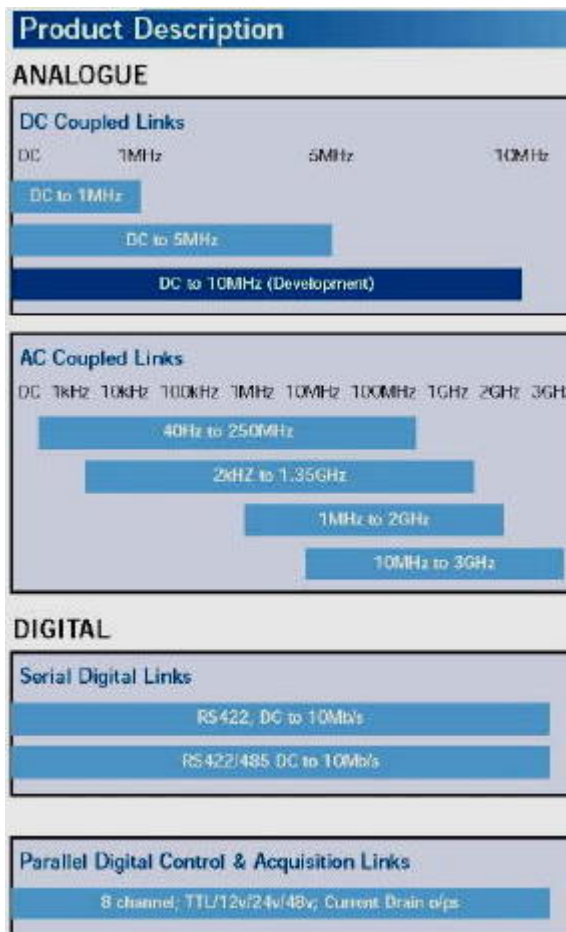 Product Description
ANALOGUE
DC Coupled Links
DC 1MHz 5MHz 10MHz
DC to 1MHz
DC to 5MHz
DC to 10MHz (Development)
AC Coupled Links
DC 1kHz 10kHz 100kHz 1MHz 10MHz 100MHz 1GHz 2GHz 3GHz
40Hz to 250MHz
2kHZ to 1.35GHz
1MHz to 2GHz
10MHz to 3GHz
DIGITAL
Serial Digital Links
RS422, DC to 10Mb/s
RS422/485 DC to 10Mb/s
Parallel Digital Control & Acquisition Links
8 channel; TTL/12v/24v/48v; Current Drain o/ps